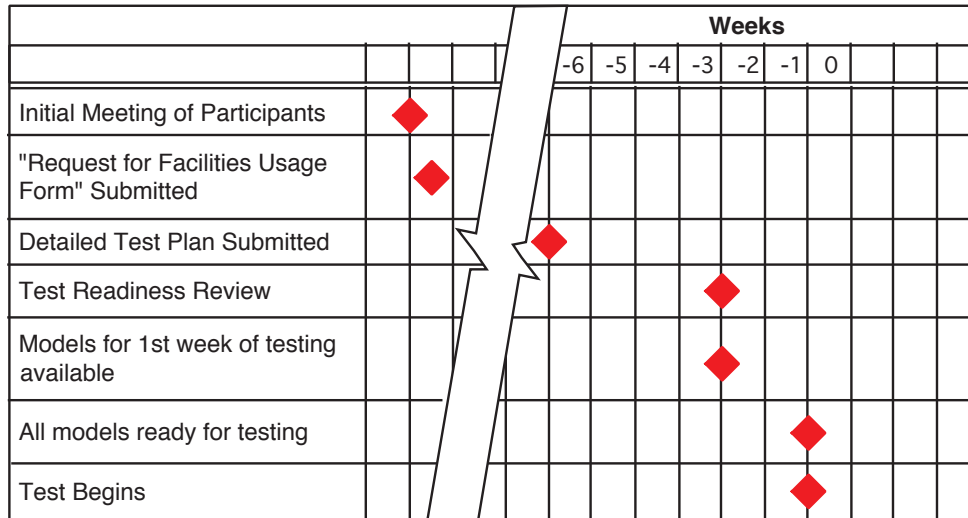 Weeks
-6 -5 -4 -3 -2 -1 0
Initial Meeting of Participants
"Request for Facilities Usage
Form" Submitted
Detailed Test Plan Submitted
Test Readiness Review
Models for 1st week of testing
available
All models ready for testing
Test Begins